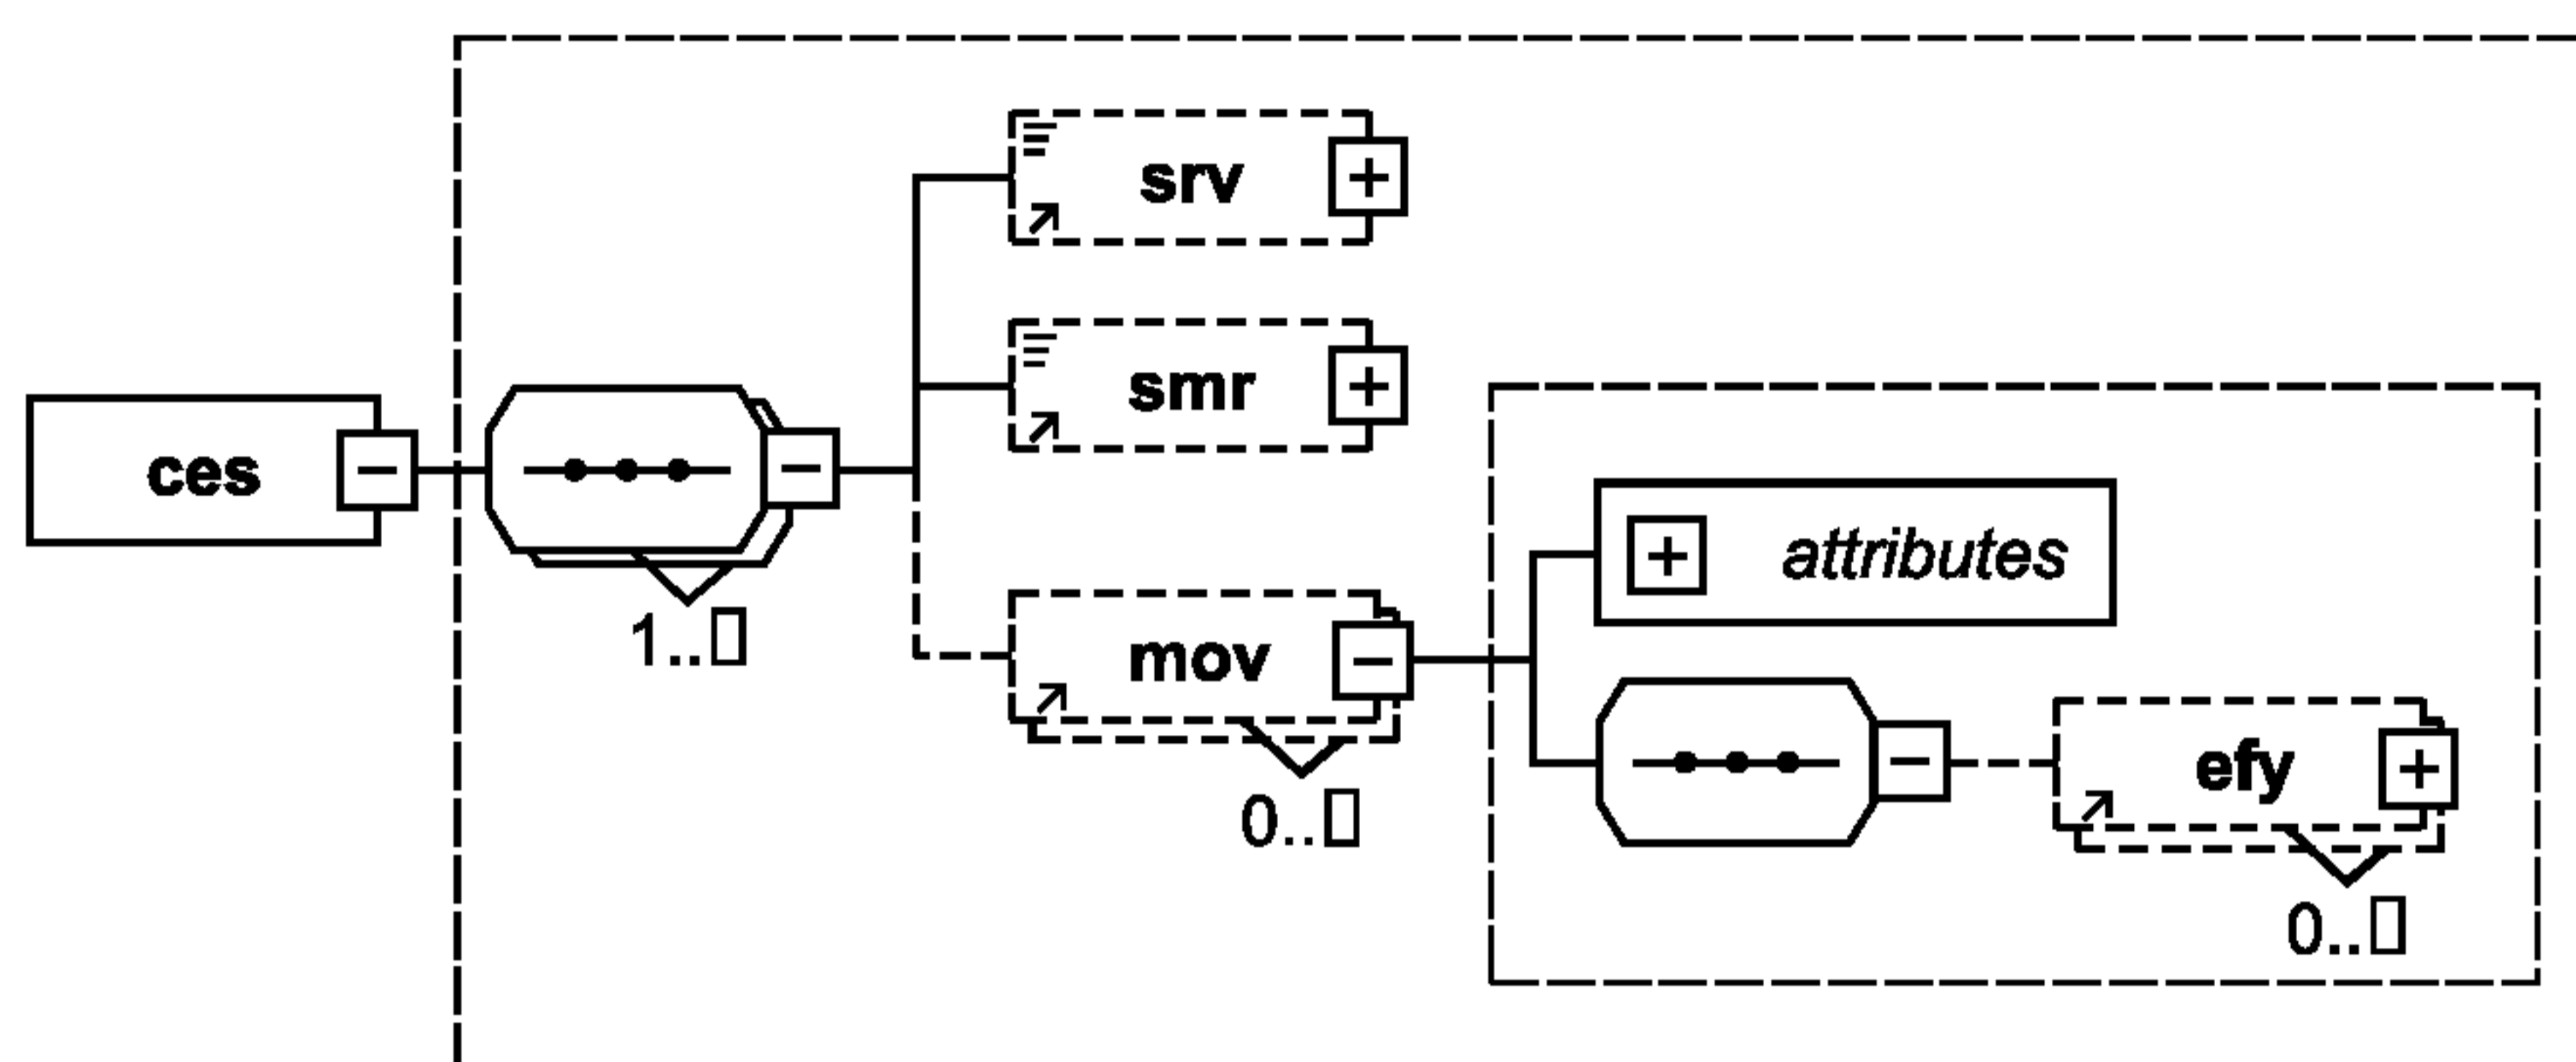 srv
smr
ces
attributes
1..▯
mov
efy
0..▯
0..▯